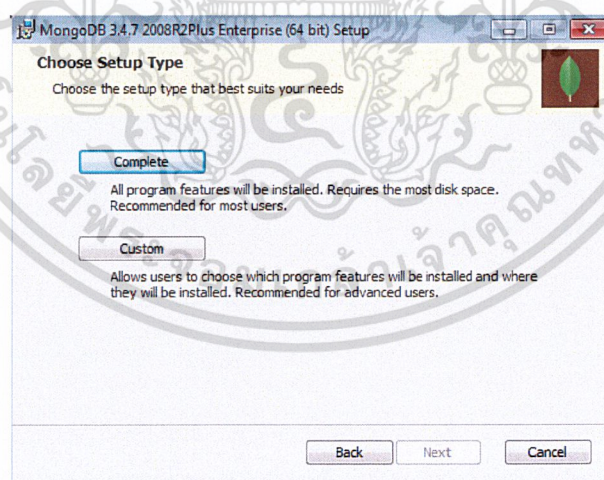 MongoDB 3.4.7 2008R2Plus Enterprise (64 bit) Setup
Choose Setup Type
Choose the setup type that best suits your needs
Complete
All program features will be installed. Requires the most disk space.
Recommended for most users.
Custom
Allows users to choose which program features will be installed and where
they will be installed. Recommended for advanced users.
Back
Next
Cancel